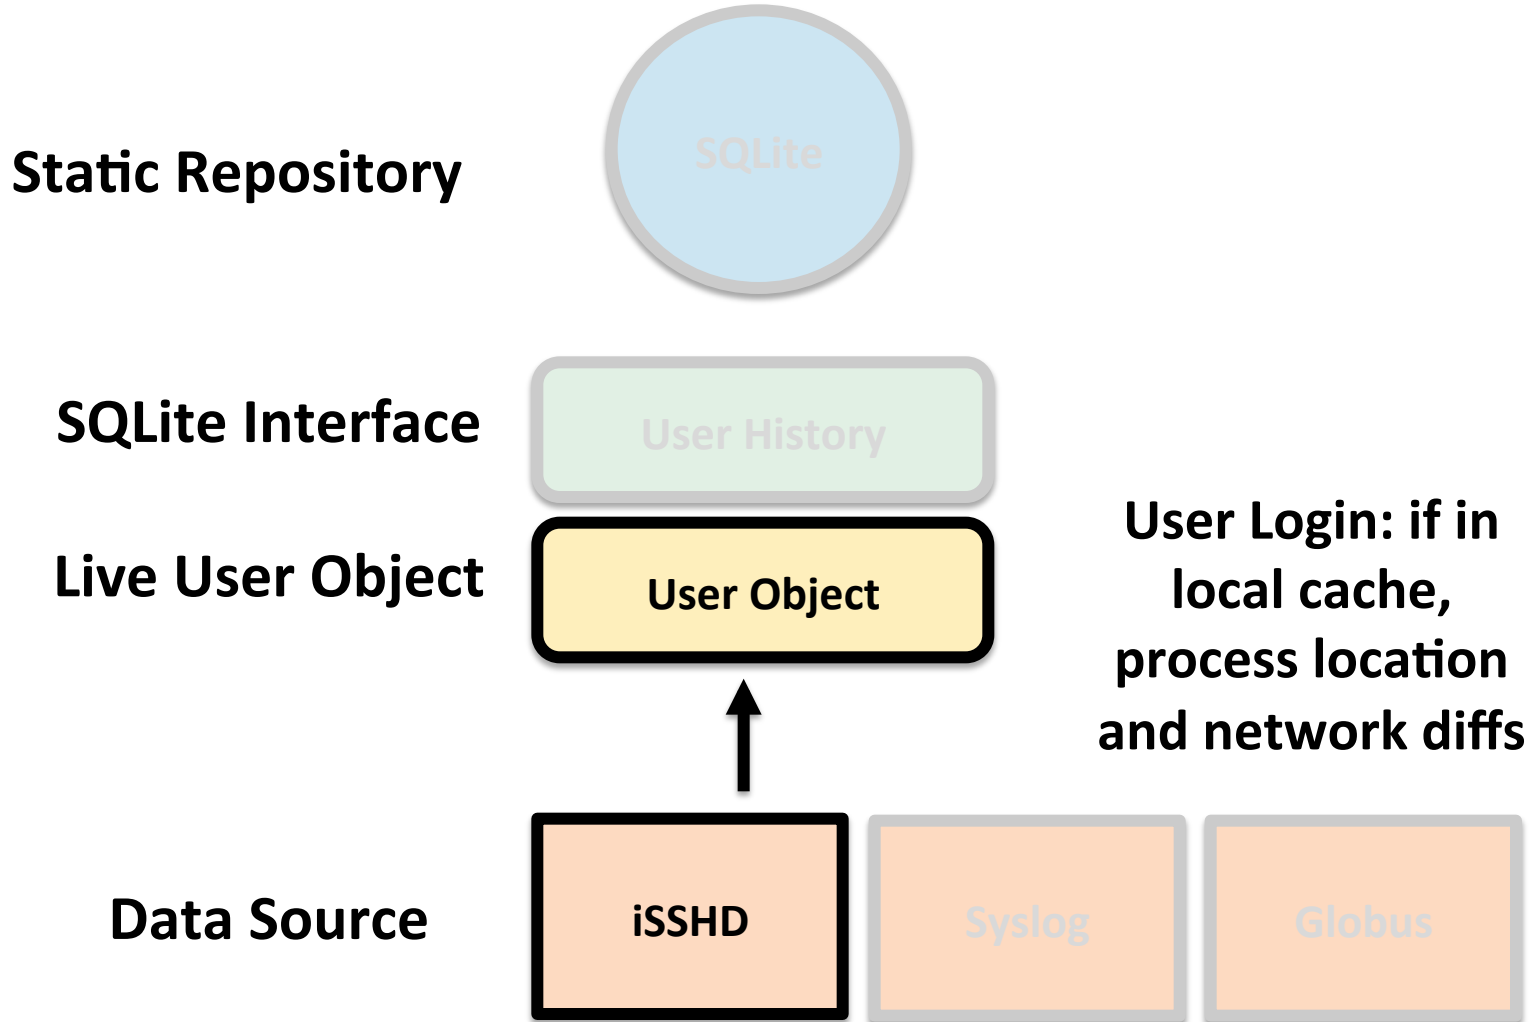 Static Repository
SQLite
SQLite Interface
User History
Live User Object
User Object
User Login: if in
local cache,
process location
and network diffs
Data Source
iSSHD
Syslog
Globus